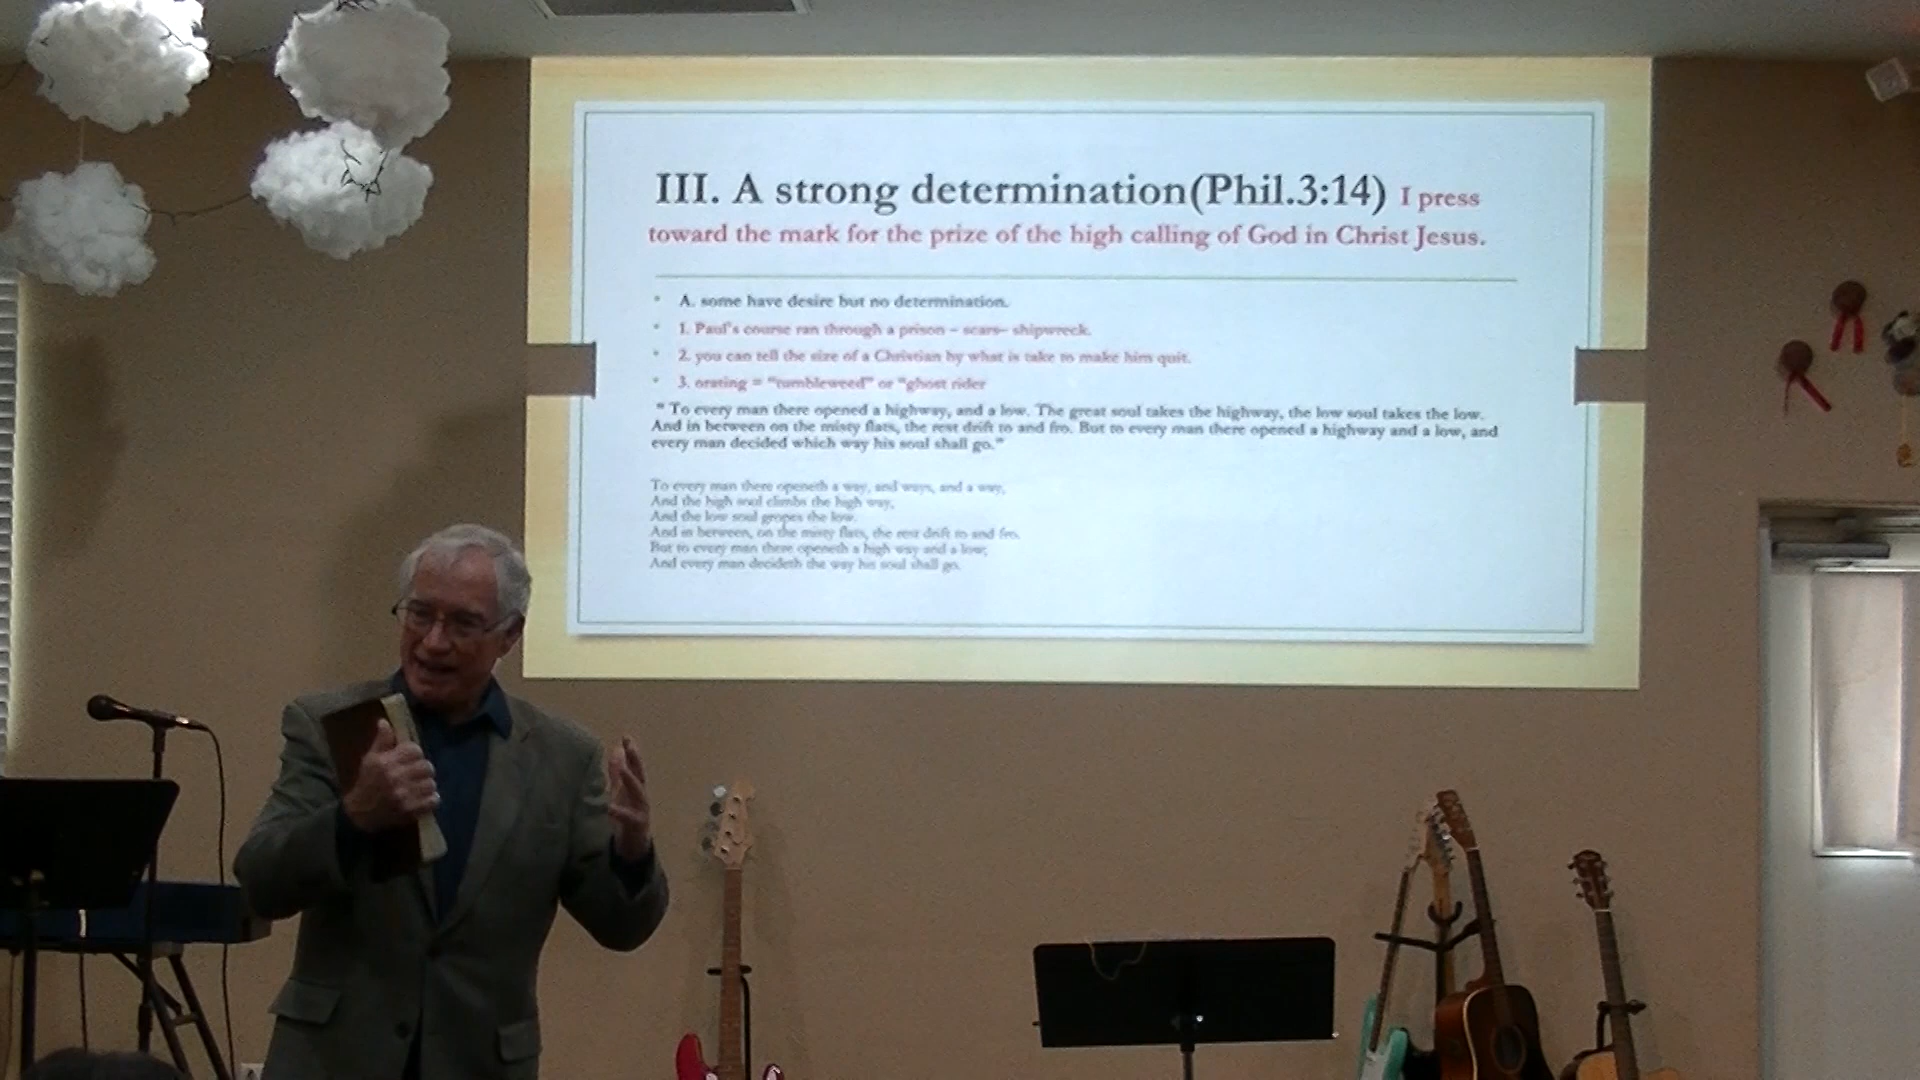 III. A strong determination(Phil.3:14) I press
toward the mark for the prize of the high calling of God in Christ Jesus.
• A. some have desire but no determination.
• 1. Paul's course ran through a prison – scars– shipwreck.
• 2. you can tell the size of a Christian by what is take to make him quit.
• 3. orating = "tumbleweed" or "ghost rider
" To every man there opened a highway, and a low. The great soul takes the highway, the low soul takes the low.
And in between on the misty flats, the rest drift to and fro. But to every man there opened a highway and a low, and
every man decided which way his soul shall go."
To every man there openeth a way, and ways, and a way,
And the high soul climbs the high way,
And the low soul gropes the low.
And in between, on the misty flats, the rest drift to and fro.
But to every man there openeth a high way and a low;
And every man decideth the way his soul shall go.